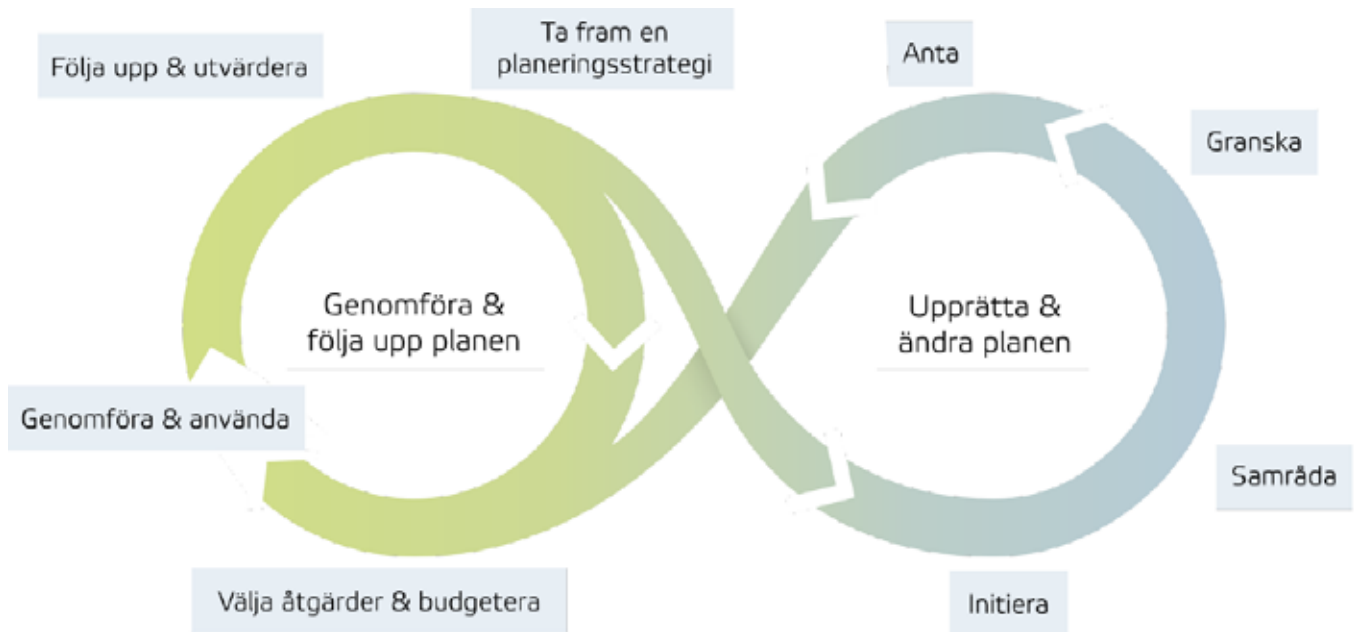 Ta fram en
planeringsstrategi
Anta
Följa upp & utvärdera
Granska
Genomföra &
följa upp planen
Upprätta &
ändra planen
Genomföra & använda
Samråda
Välja åtgärder & budgetera
Initiera